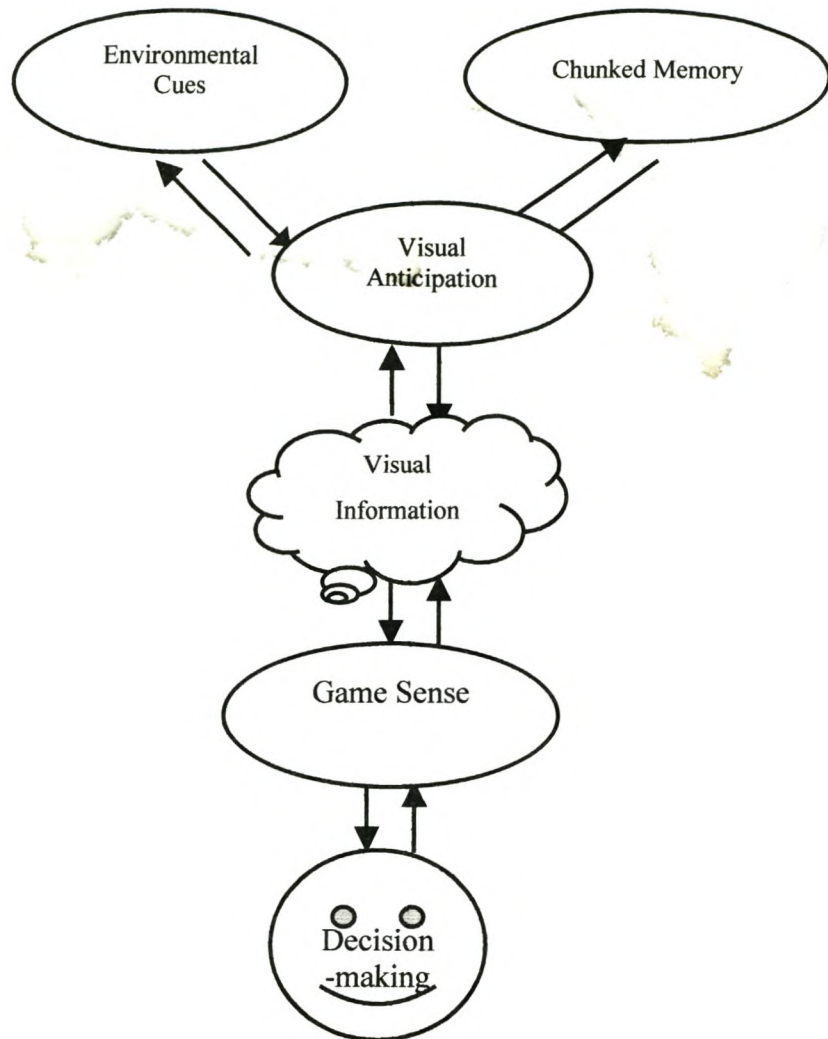 Environmental
Cues
Chunked Memory
Visual
Anticipation
Visual
Information
Game Sense
Decision
-making